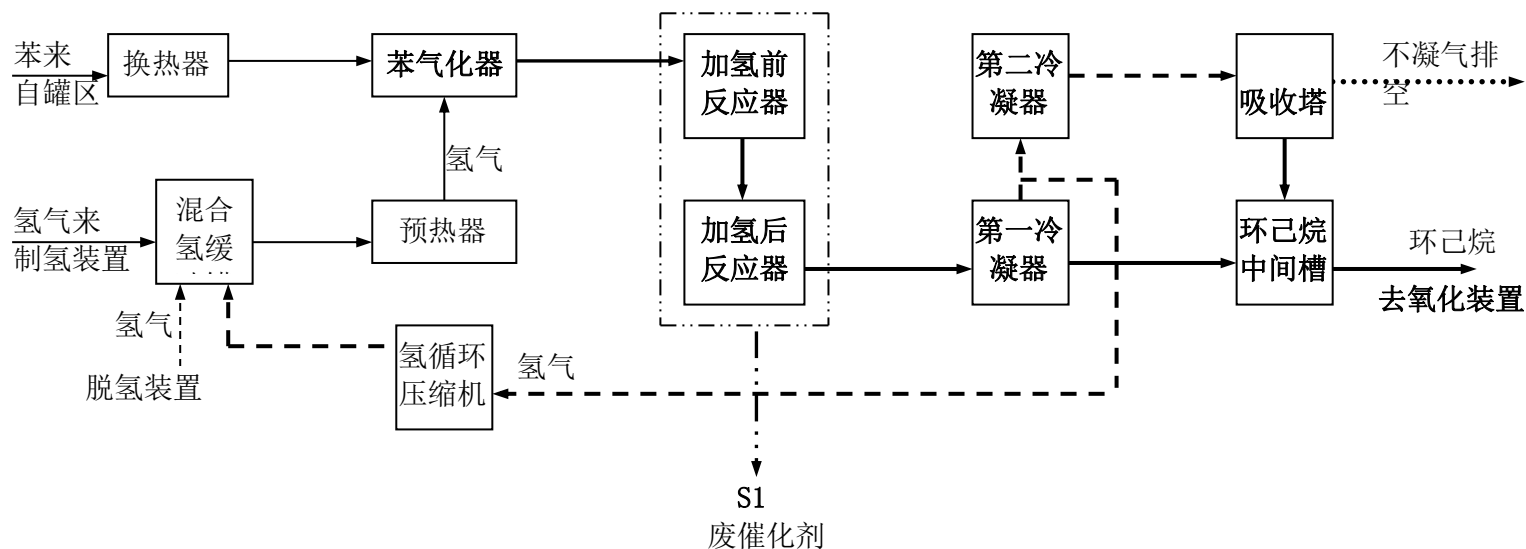 苯来
自罐区
换热器
苯气化器
加氢前
反应器
第二冷
凝器
吸收塔
不凝气排
空
氢气
氢气来
制氢装置
混合
氢缓
预热器
加氢后
反应器
第一冷
凝器
环己烷
中间槽
环己烷
去氧化装置
氢气
脱氢装置
氢循环
压缩机
氢气
S1
废催化剂